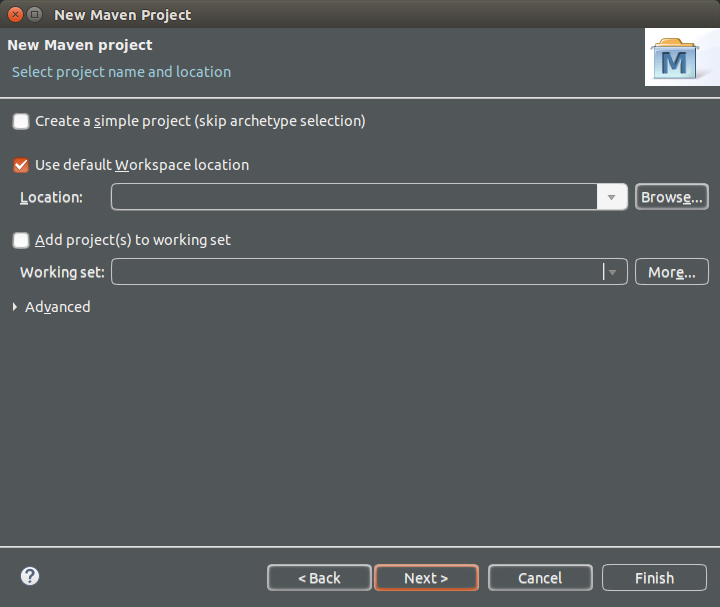 New Maven Project
New Maven project
Select project name and location
M
Create a simple project (skip archetype selection)
Use default Workspace location
Location:
Browse...
Add project(s) to working set
Working set:
More...
Advanced
?
< Back
Next >
Cancel
Finish